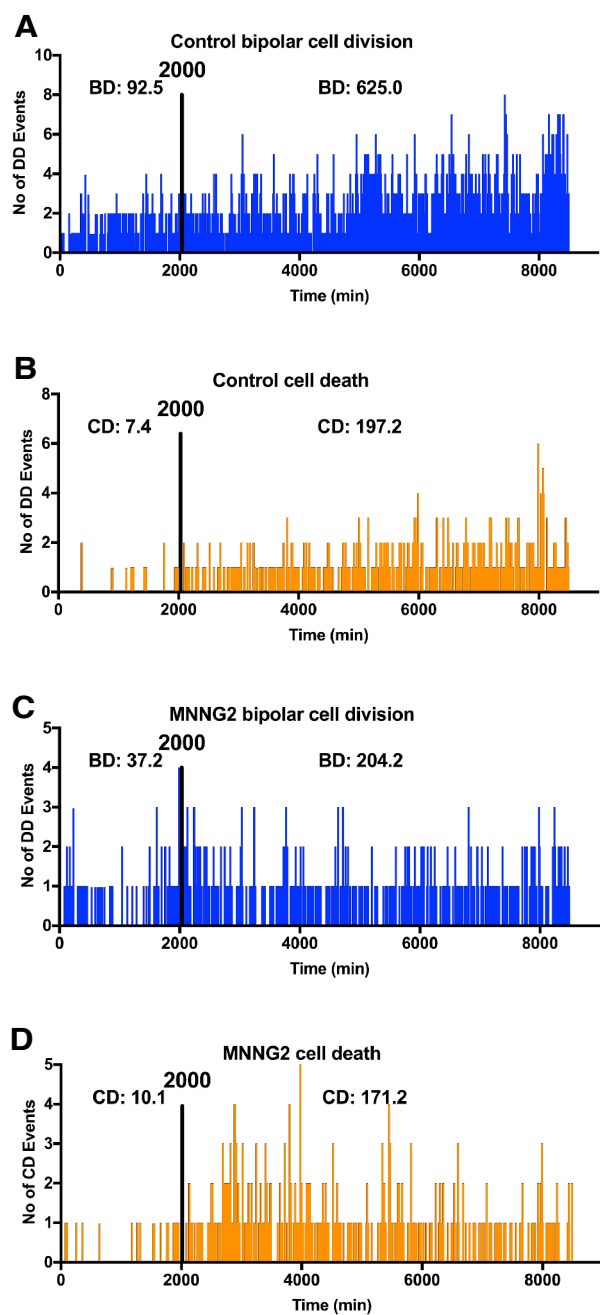 A
Control bipolar cell division
2000
BD: 92.5
BD: 625.0
No of DD Events
10
8
6
4
2
0
0
2000
4000
6000
8000
Time (min)
B
Control cell death
2000
CD: 7.4
CD: 197.2
No of DD Events
8
6
4
2
0
0
2000
4000
6000
8000
Time (min)
C
MNNG2 bipolar cell division
2000
BD: 37.2
BD: 204.2
No of DD Events
5
4
3
2
1
0
0
2000
4000
6000
8000
Time (min)
D
MNNG2 cell death
2000
CD: 10.1
CD: 171.2
No of CD Events
5
4
3
2
1
0
0
2000
4000
6000
8000
Time (min)